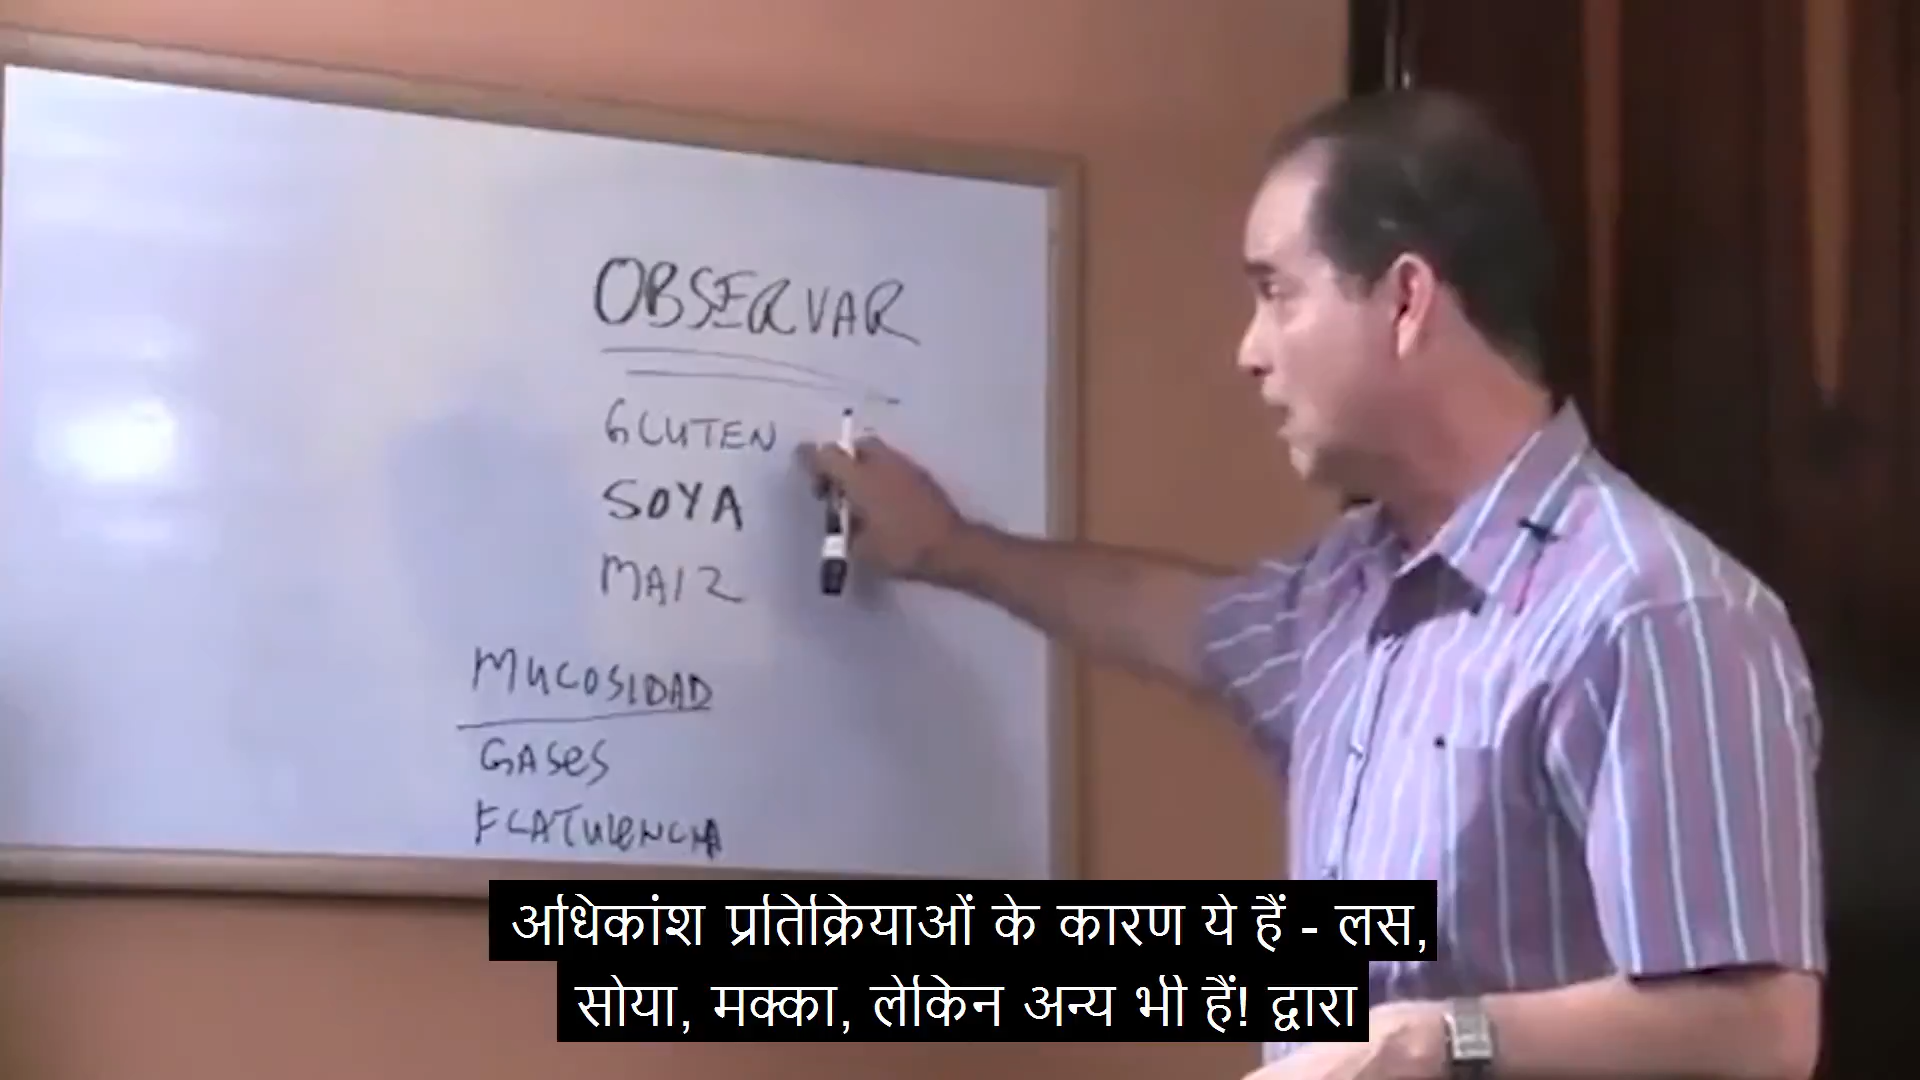 OBSERVAR
GLUTEN
SOYA
MAIZ
MUCOSIDAD
GASes
FLATULENCIA
अधिकांश प्रतिक्रियाओं के कारण ये हैं - लस,
सोया, मक्का, लेकिन अन्य भी हैं! द्वारा